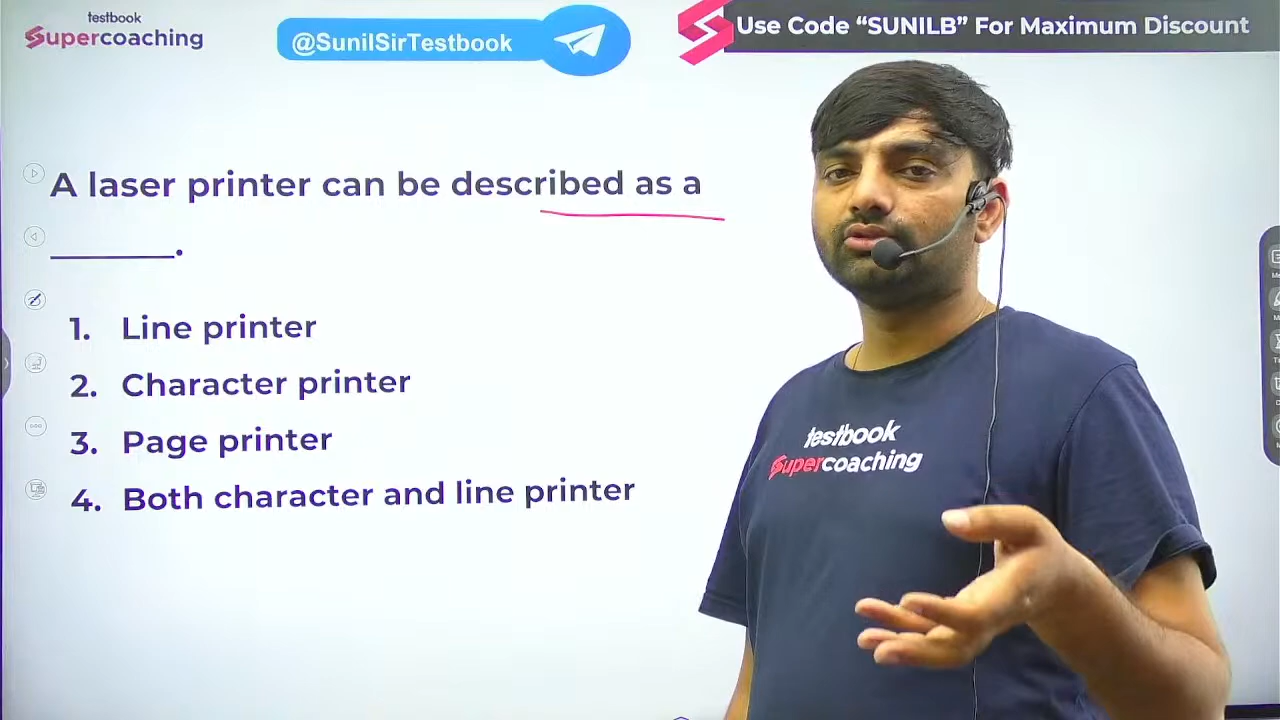 testbook
Supercoaching
@SunilSirTestbook
Use Code “SUNILB” For Maximum Discount
A laser printer can be described as a
________.
1. Line printer
2. Character printer
3. Page printer
4. Both character and line printer
testbook
Supercoaching